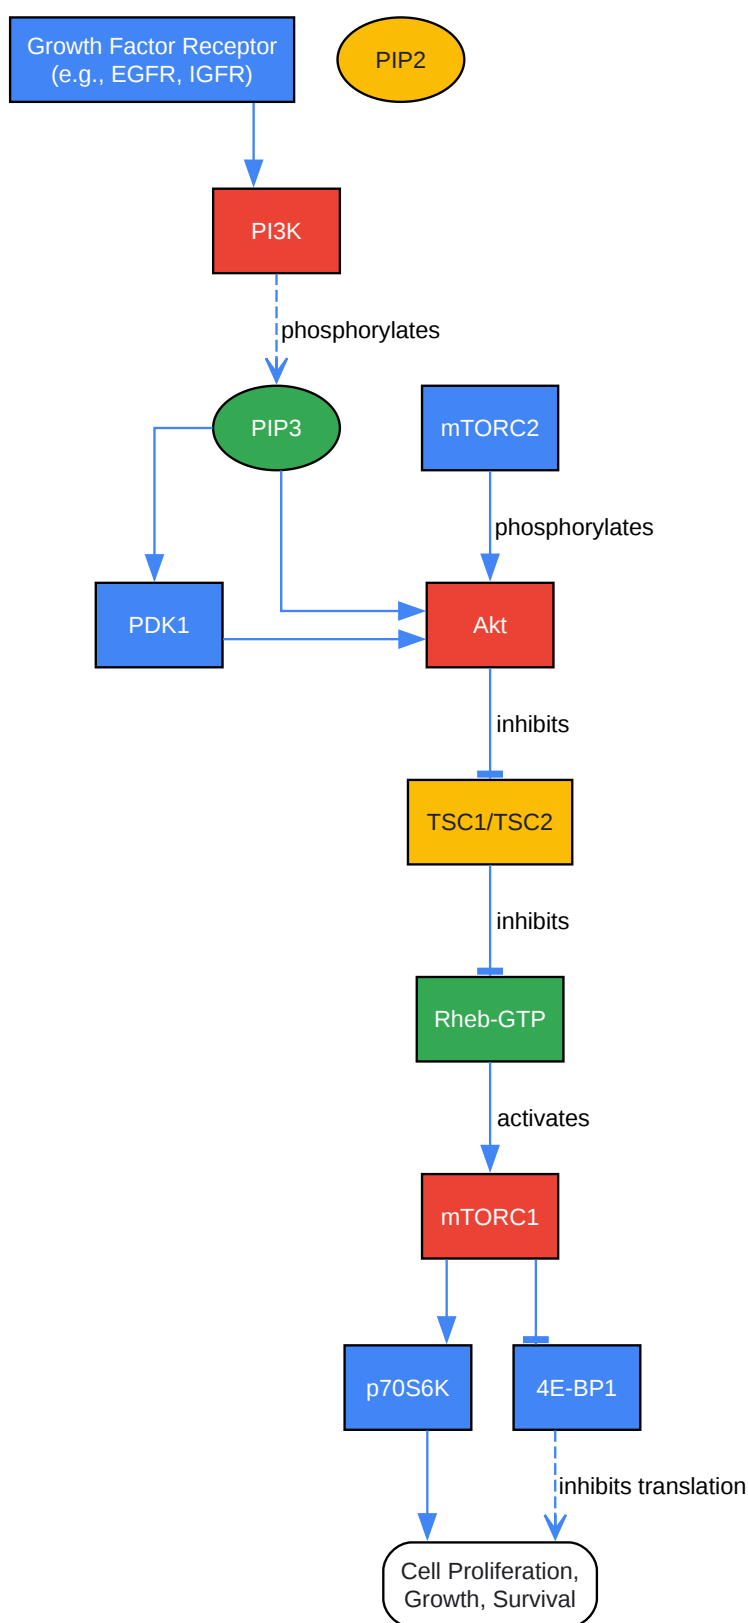 Growth Factor Receptor
(e.g., EGFR, IGFR)
PIP2
PI3K
phosphorylates
PIP3
mTORC2
phosphorylates
PDK1
Akt
inhibits
TSC1/TSC2
inhibits
Rheb-GTP
activates
mTORC1
p70S6K
4E-BP1
inhibits translation
Cell Proliferation,
Growth, Survival